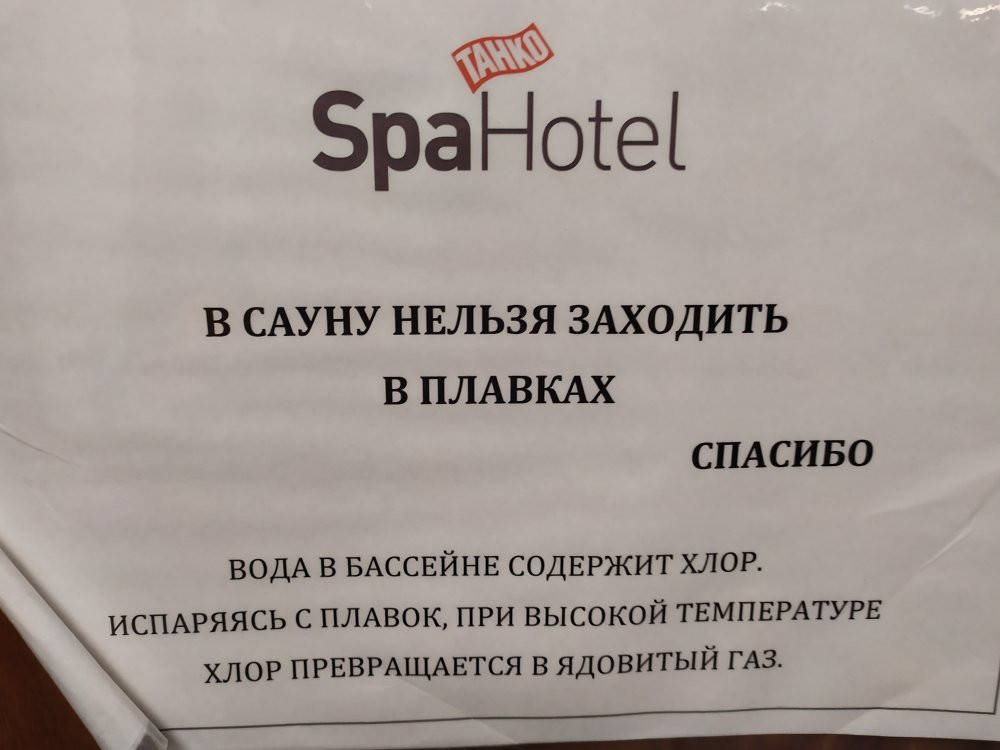 ТАНКО
SpaHotel
В САУНУ НЕЛЬЗЯ ЗАХОДИТЬ
В ПЛАВКАХ
СПАСИБО
ВОДА В БАССЕЙНЕ СОДЕРЖИТ ХЛОР.
ИСПАРЯЯСЬ С ПЛАВОК, ПРИ ВЫСОКОЙ ТЕМПЕРАТУРЕ
ХЛОР ПРЕВРАЩАЕТСЯ В ЯДОВИТЫЙ ГАЗ.